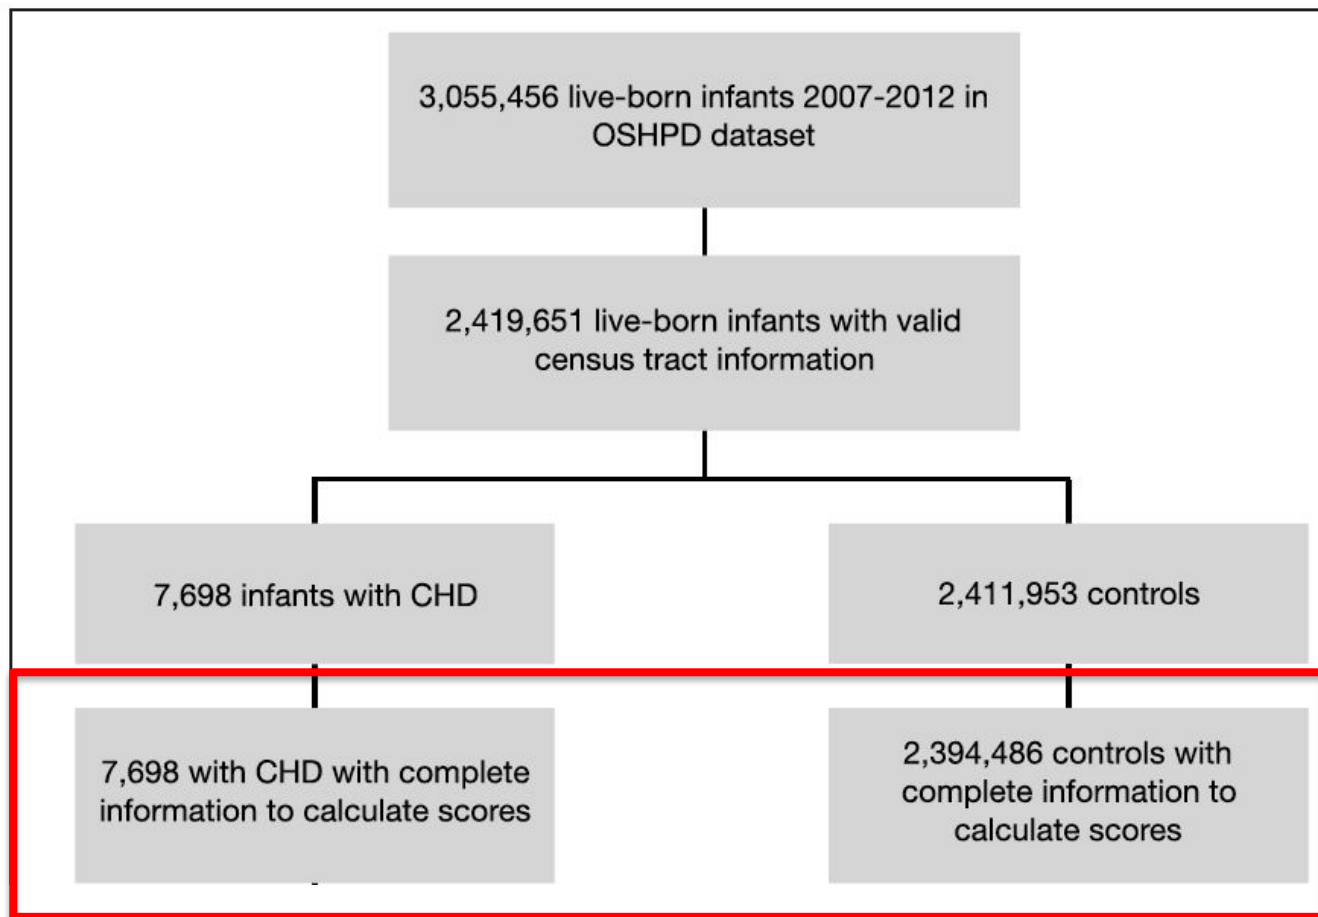 3,055,456 live-born infants 2007-2012 in
OSHPD dataset
2,419,651 live-born infants with valid
census tract information
7,698 infants with CHD
2,411,953 controls
7,698 with CHD with complete
information to calculate scores
2,394,486 controls with
complete information to
calculate scores